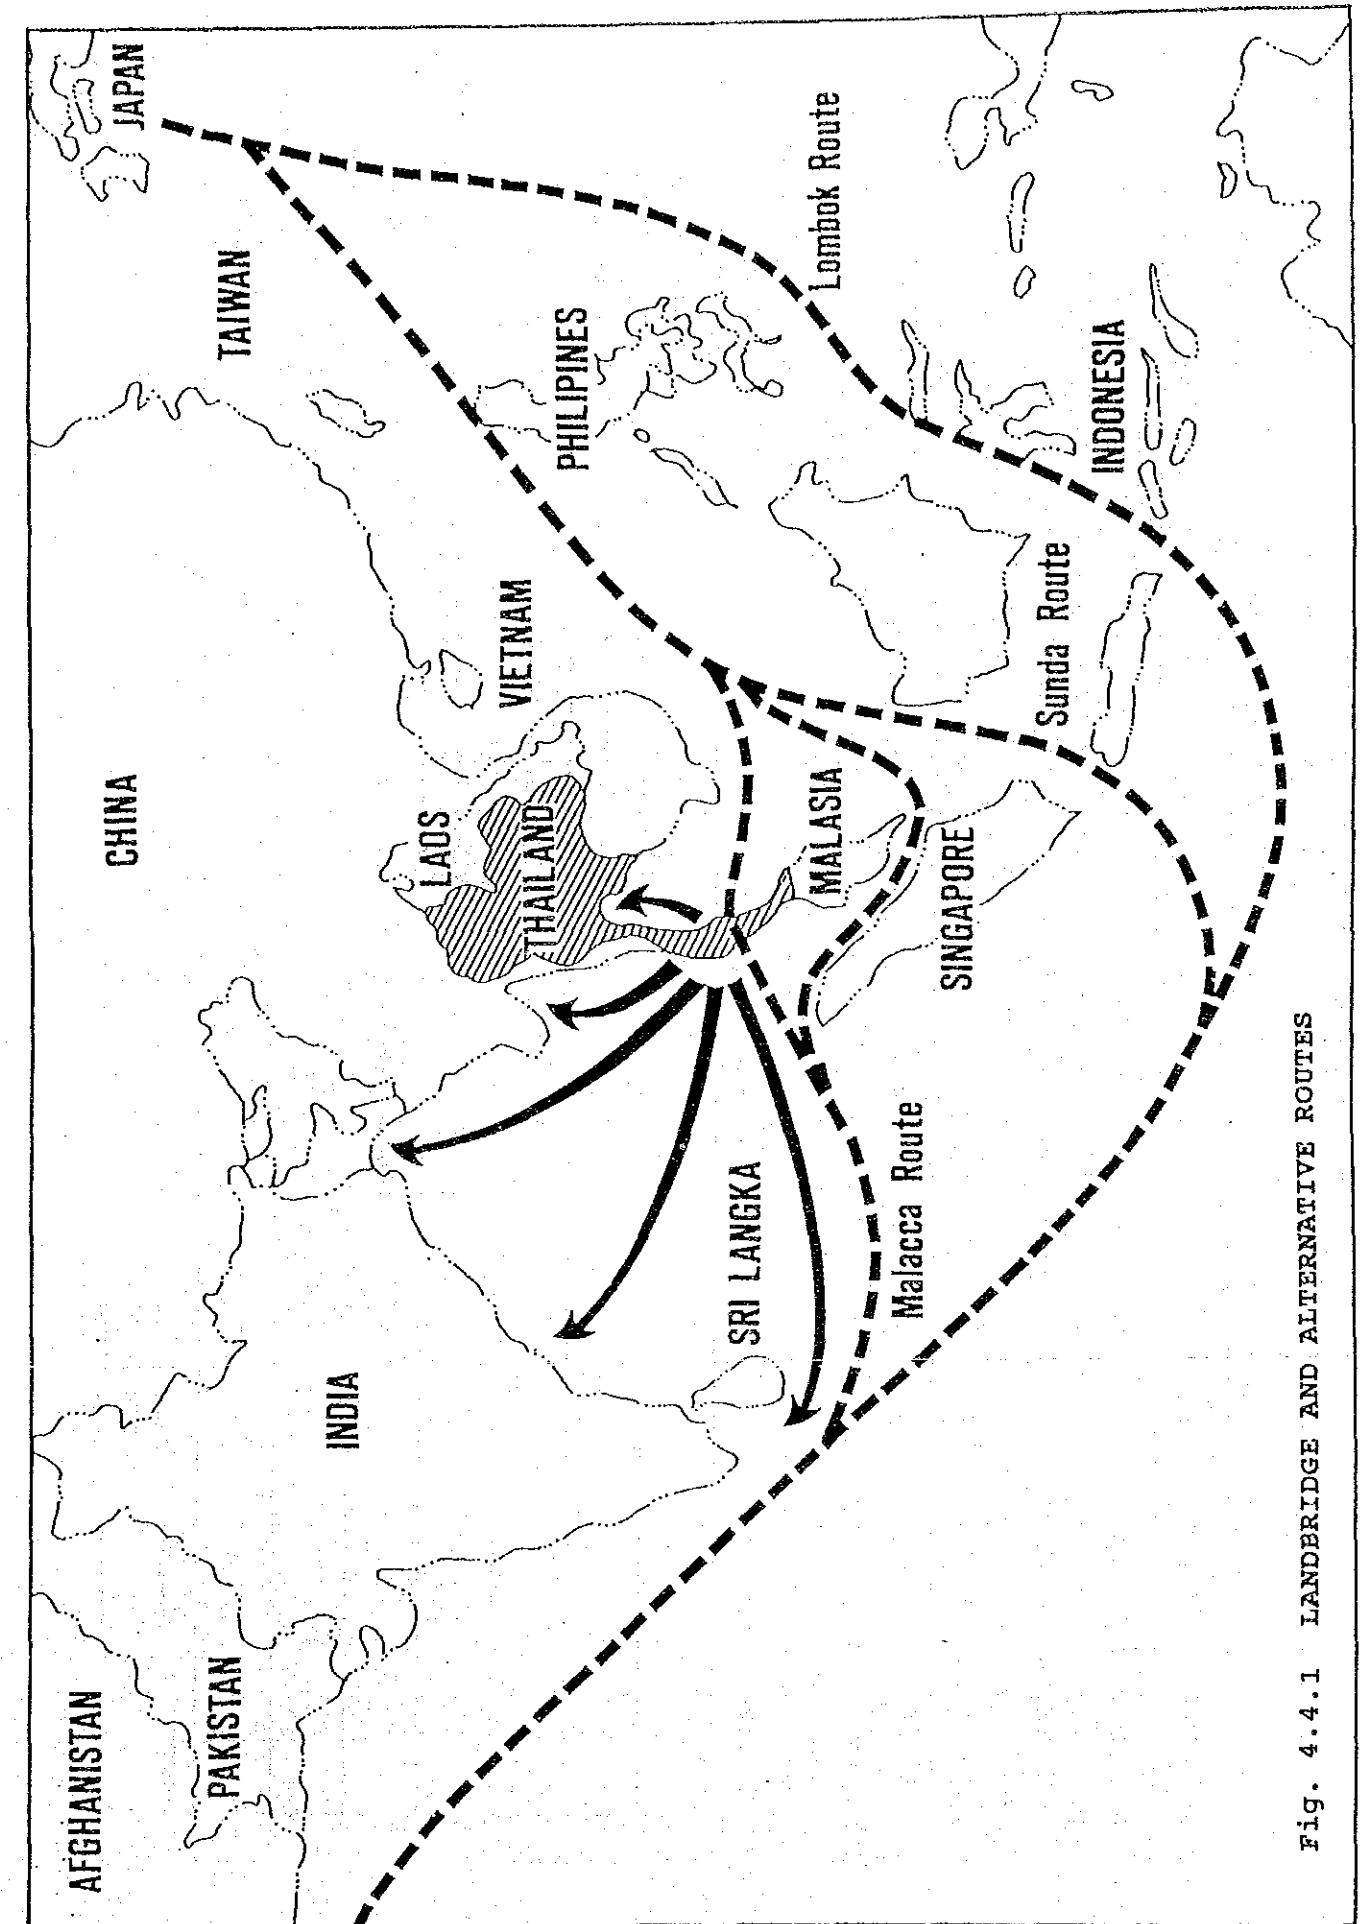 JAPAN
TAIWAN
CHINA
PHILIPINES
Lombok Route
VIETNAM
LAOS
THAILAND
MALASIA
SINGAPORE
INDONESIA
Sunda Route
AFGHANISTAN
PAKISTAN
INDIA
SRI LANGKA
Malacca Route
Fig. 4.4.1 LANDBRIDGE AND ALTERNATIVE ROUTES